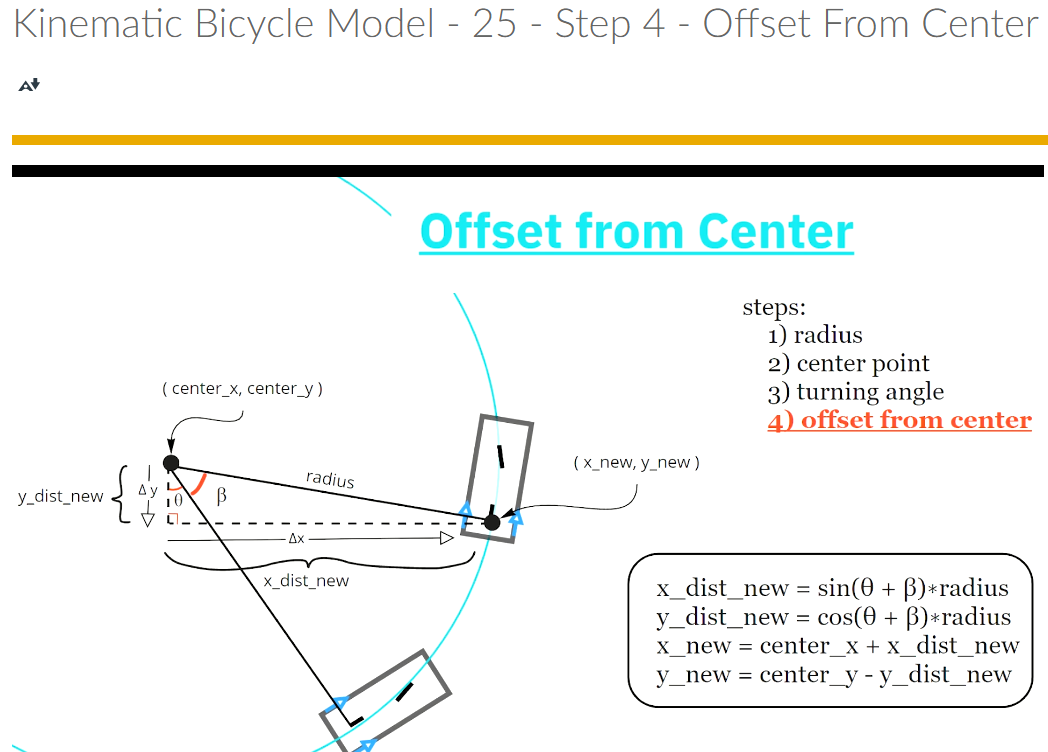 Kinematic Bicycle Model - 25 - Step 4 - Offset From Center
A
Offset from Center
steps:
1) radius
2) center point
3) turning angle
4) offset from center
( center_x, center_y )
radius
( x_new, y_new )
y_dist_new
Δy
θ
β
Δx
x_dist_new
x_dist_new = sin(θ + β)*radius
y_dist_new = cos(θ + β)*radius
x_new = center_x + x_dist_new
y_new = center_y - y_dist_new